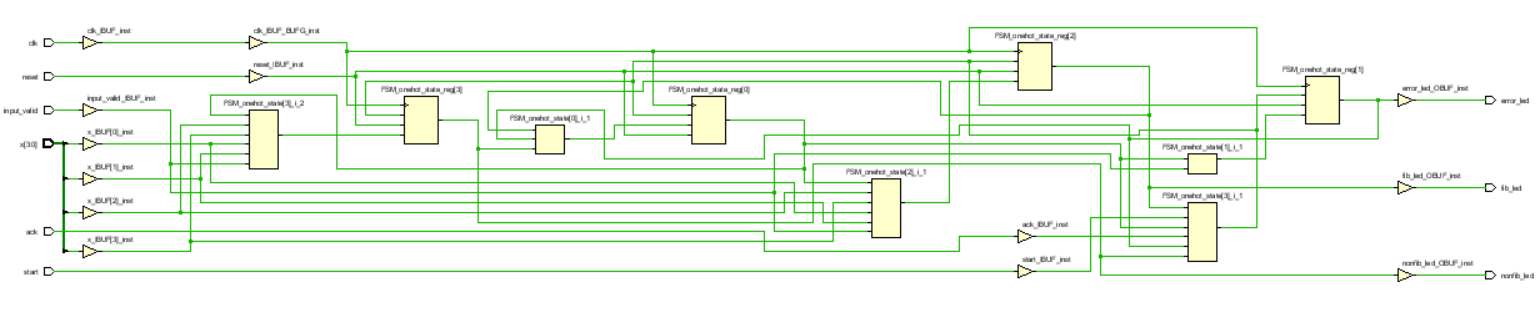 clk
clk_IBUF_inst
clk_IBUF_BUFG_inst
FSM_onehot_state_reg[2]
reset
reset_IBUF_inst
FSM_onehot_state_reg[1]
FSM_onehot_state_reg[3]
FSM_onehot_state_reg[0]
error_led_OBUF_inst
error_led
input_valid
input_valid_IBUF_inst
FSM_onehot_state[3]_i_2
FSM_onehot_state[0]_i_1
x[3:0]
x_IBUF[0]_inst
FSM_onehot_state[1]_i_1
x_IBUF[1]_inst
FSM_onehot_state[2]_i_1
fib_led_OBUF_inst
fib_led
x_IBUF[2]_inst
FSM_onehot_state[3]_i_1
ack
x_IBUF[3]_inst
ack_IBUF_inst
start
start_IBUF_inst
nonfib_led_OBUF_inst
nonfib_led